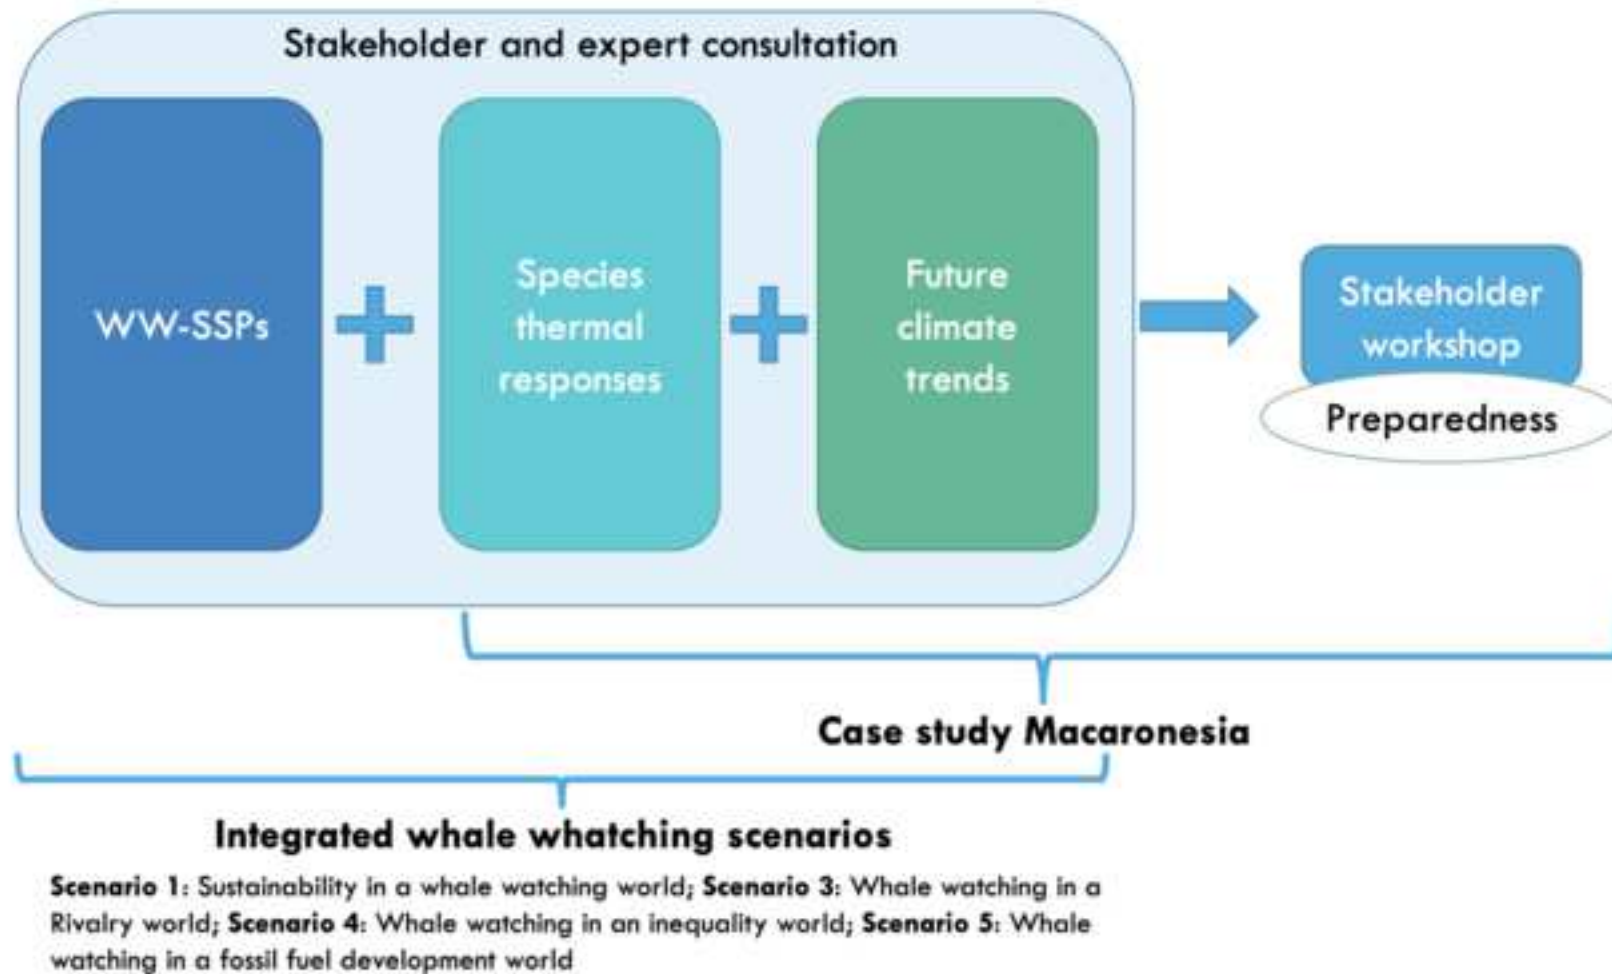 Stakeholder and expert consultation
WW-SSPs
Species
thermal
responses
Future
climate
trends
Stakeholder
workshop
Preparedness
Case study Macaronesia
Integrated whale whatching scenarios
Scenario 1: Sustainability in a whale watching world; Scenario 3: Whale watching in a
Rivalry world; Scenario 4: Whale watching in an inequality world; Scenario 5: Whale
watching in a fossil fuel development world